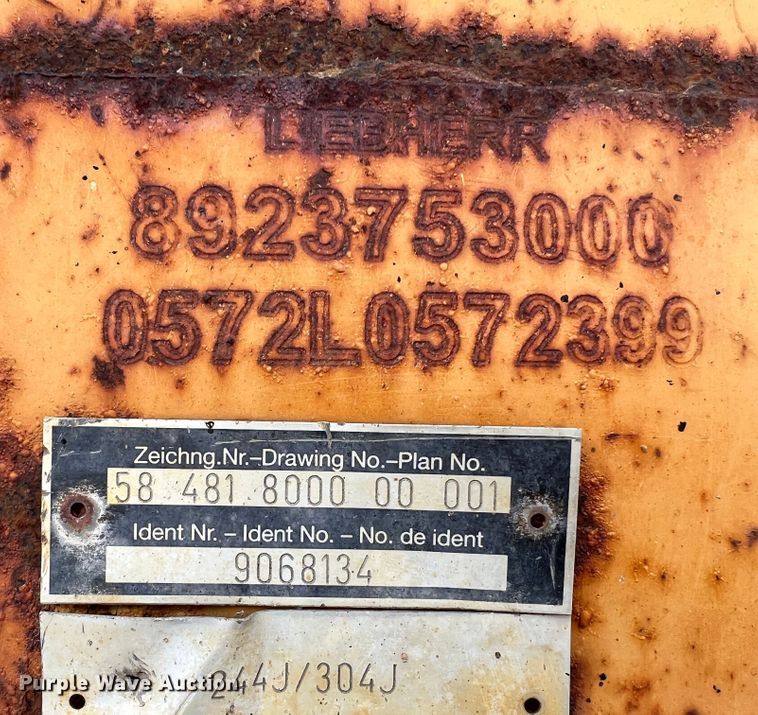 LIEBHERR
8923753000
0572L0572399
Zeichng.Nr.–Drawing No.–Plan No.
58 481 8000 00 001
Ident Nr. – Ident No. – No. de ident
9068134
244J/304J
Purple Wave Auction